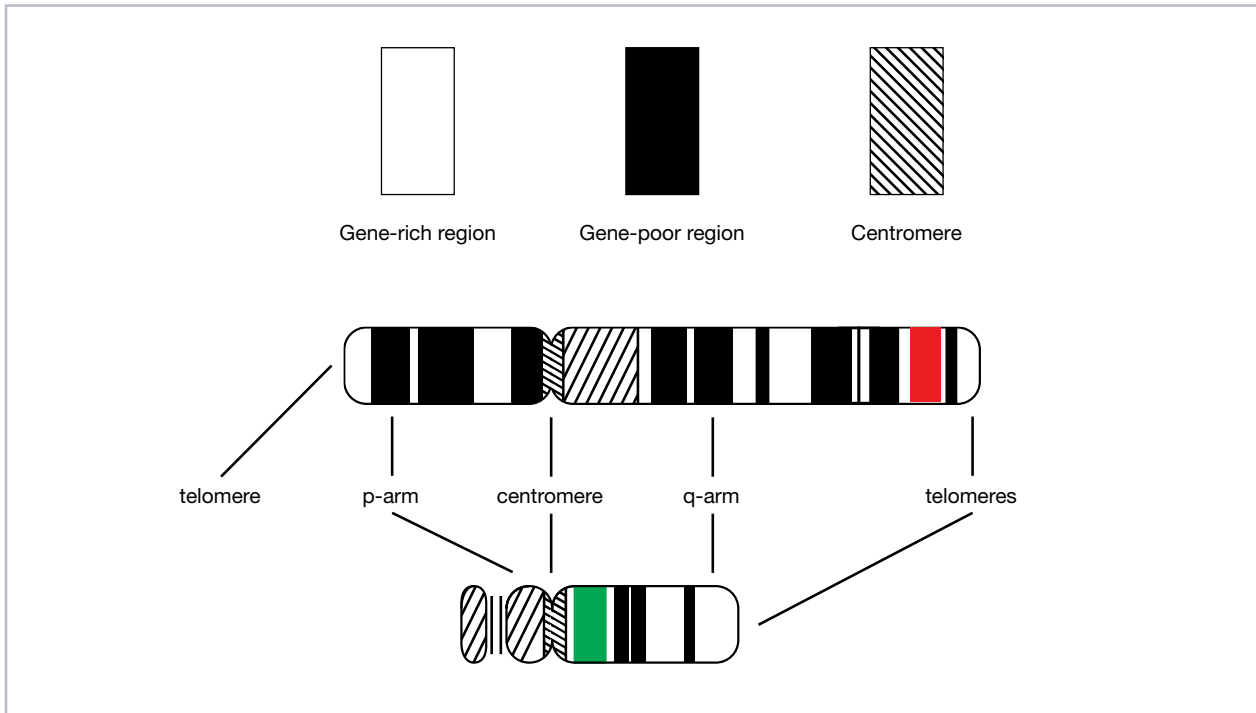 Gene-rich region
Gene-poor region
Centromere
telomere
p-arm
centromere
q-arm
telomeres